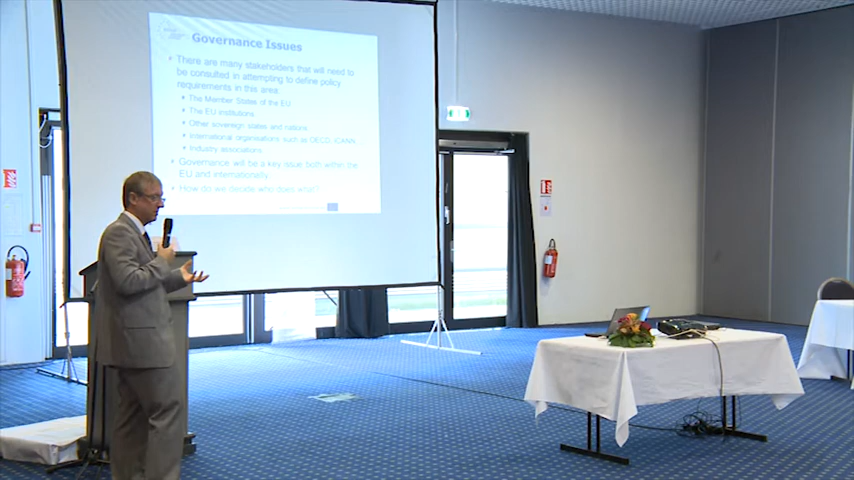 Governance Issues
• There are many stakeholders that will need to
be consulted in attempting to define policy
requirements in this area:
• The Member States of the EU
• The EU institutions
• Other sovereign states and nations
• International organisations such as OECD, ICANN
• Industry associations
• Governance will be a key issue both within the
EU and internationally.
• How do we decide who does what?